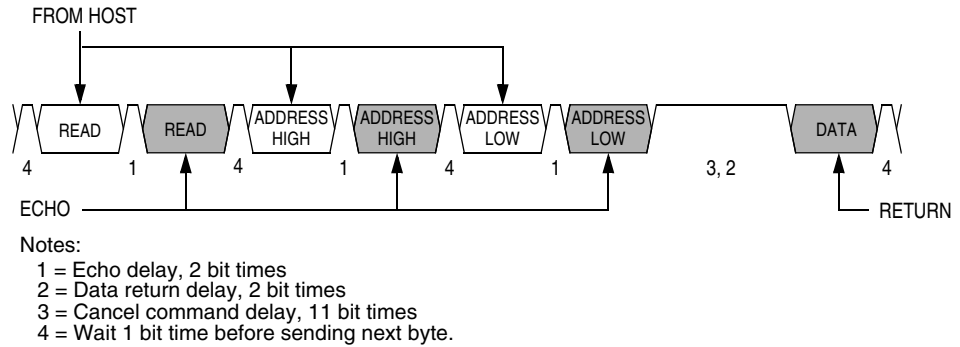 FROM HOST
READ READ ADDRESS HIGH ADDRESS HIGH ADDRESS LOW ADDRESS LOW DATA
4 1 4 1 4 1 3, 2 4
ECHO RETURN
Notes:
1 = Echo delay, 2 bit times
2 = Data return delay, 2 bit times
3 = Cancel command delay, 11 bit times
4 = Wait 1 bit time before sending next byte.